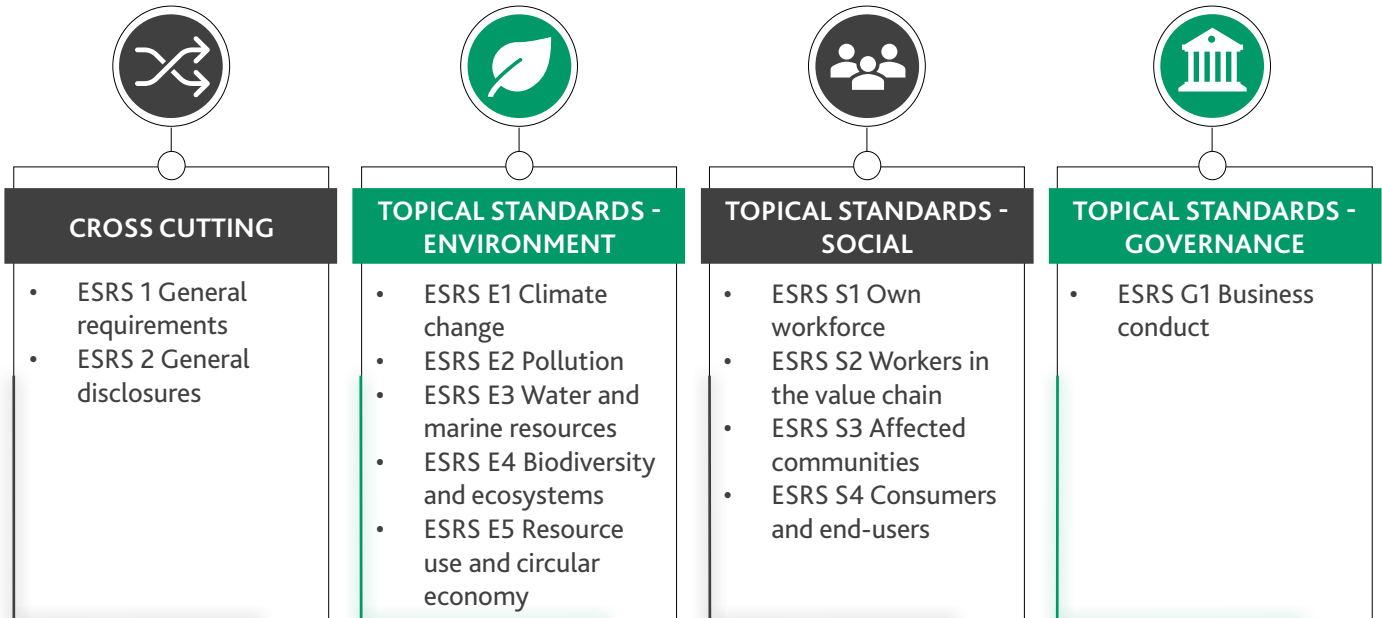 CROSS CUTTING
• ESRS 1 General
requirements
• ESRS 2 General
disclosures
TOPICAL STANDARDS -
ENVIRONMENT
• ESRS E1 Climate
change
• ESRS E2 Pollution
• ESRS E3 Water and
marine resources
• ESRS E4 Biodiversity
and ecosystems
• ESRS E5 Resource
use and circular
economy
TOPICAL STANDARDS -
SOCIAL
• ESRS S1 Own
workforce
• ESRS S2 Workers in
the value chain
• ESRS S3 Affected
communities
• ESRS S4 Consumers
and end-users
TOPICAL STANDARDS -
GOVERNANCE
• ESRS G1 Business
conduct